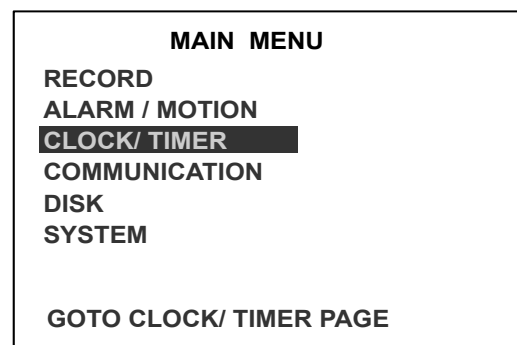 MAIN MENU
RECORD
ALARM / MOTION
CLOCK/ TIMER
COMMUNICATION
DISK
SYSTEM
GOTO CLOCK/ TIMER PAGE